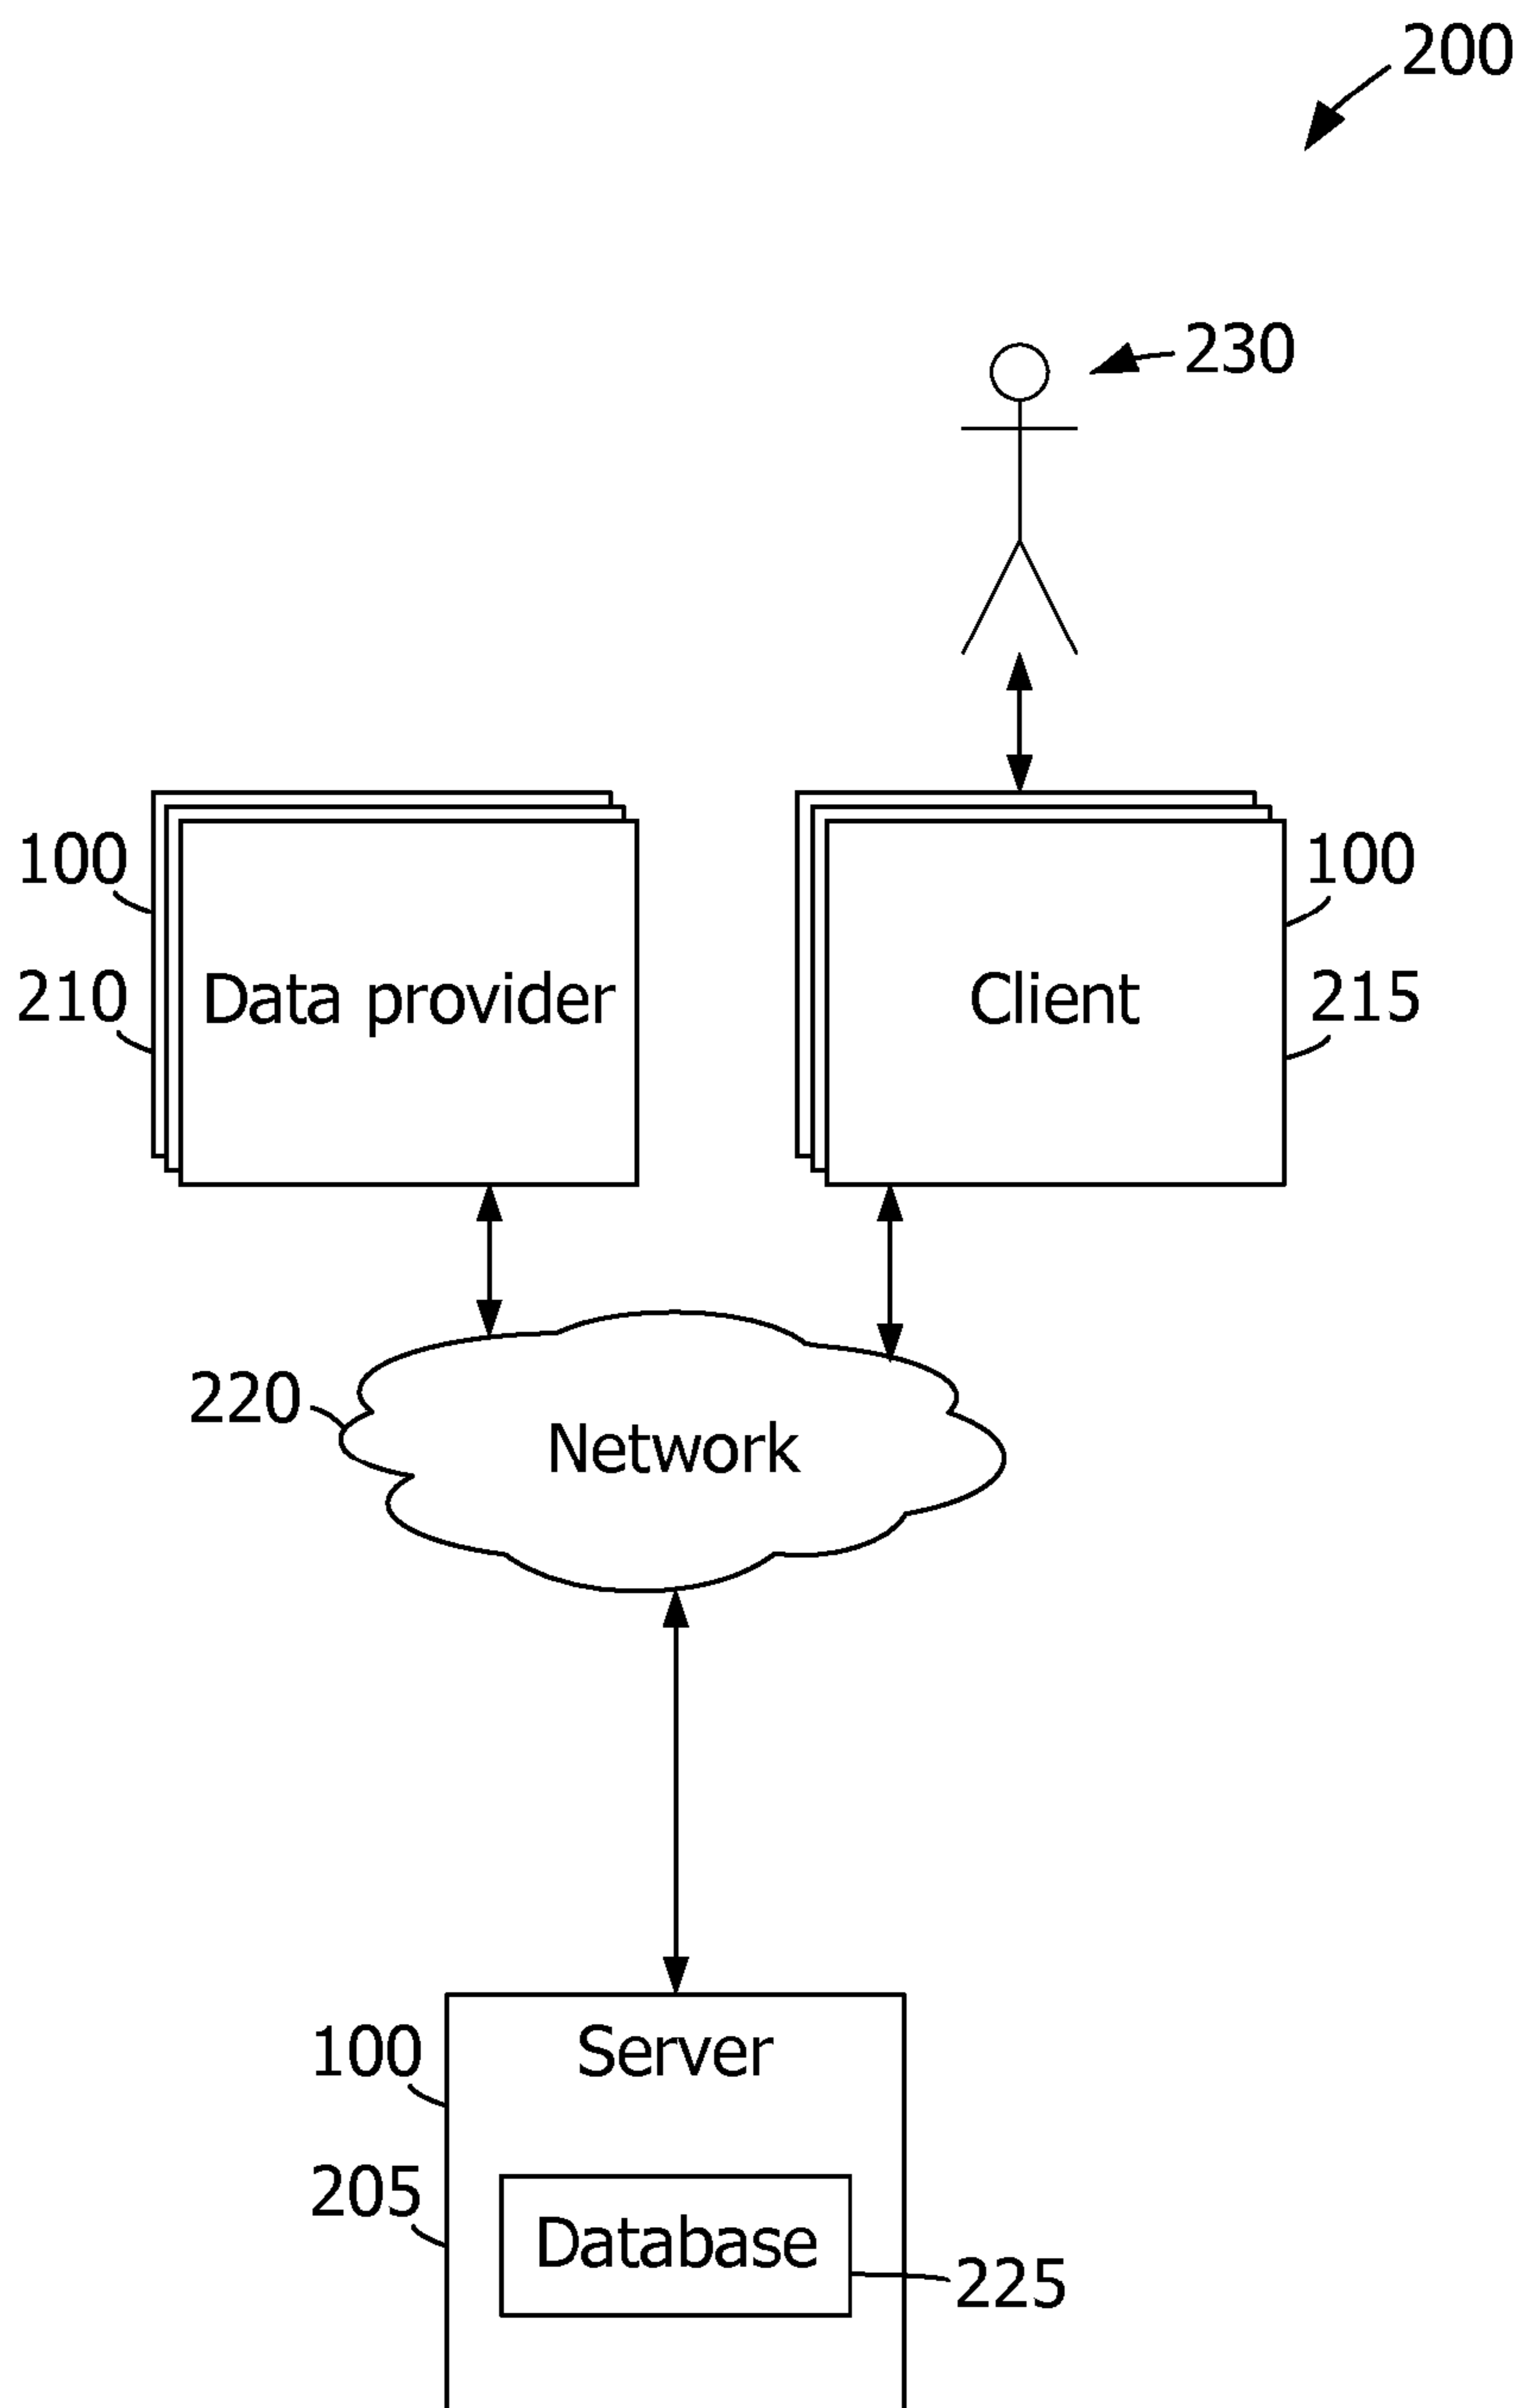 200
230
100
100
210
Data provider
Client
215
220
Network
100
Server
205
Database
225